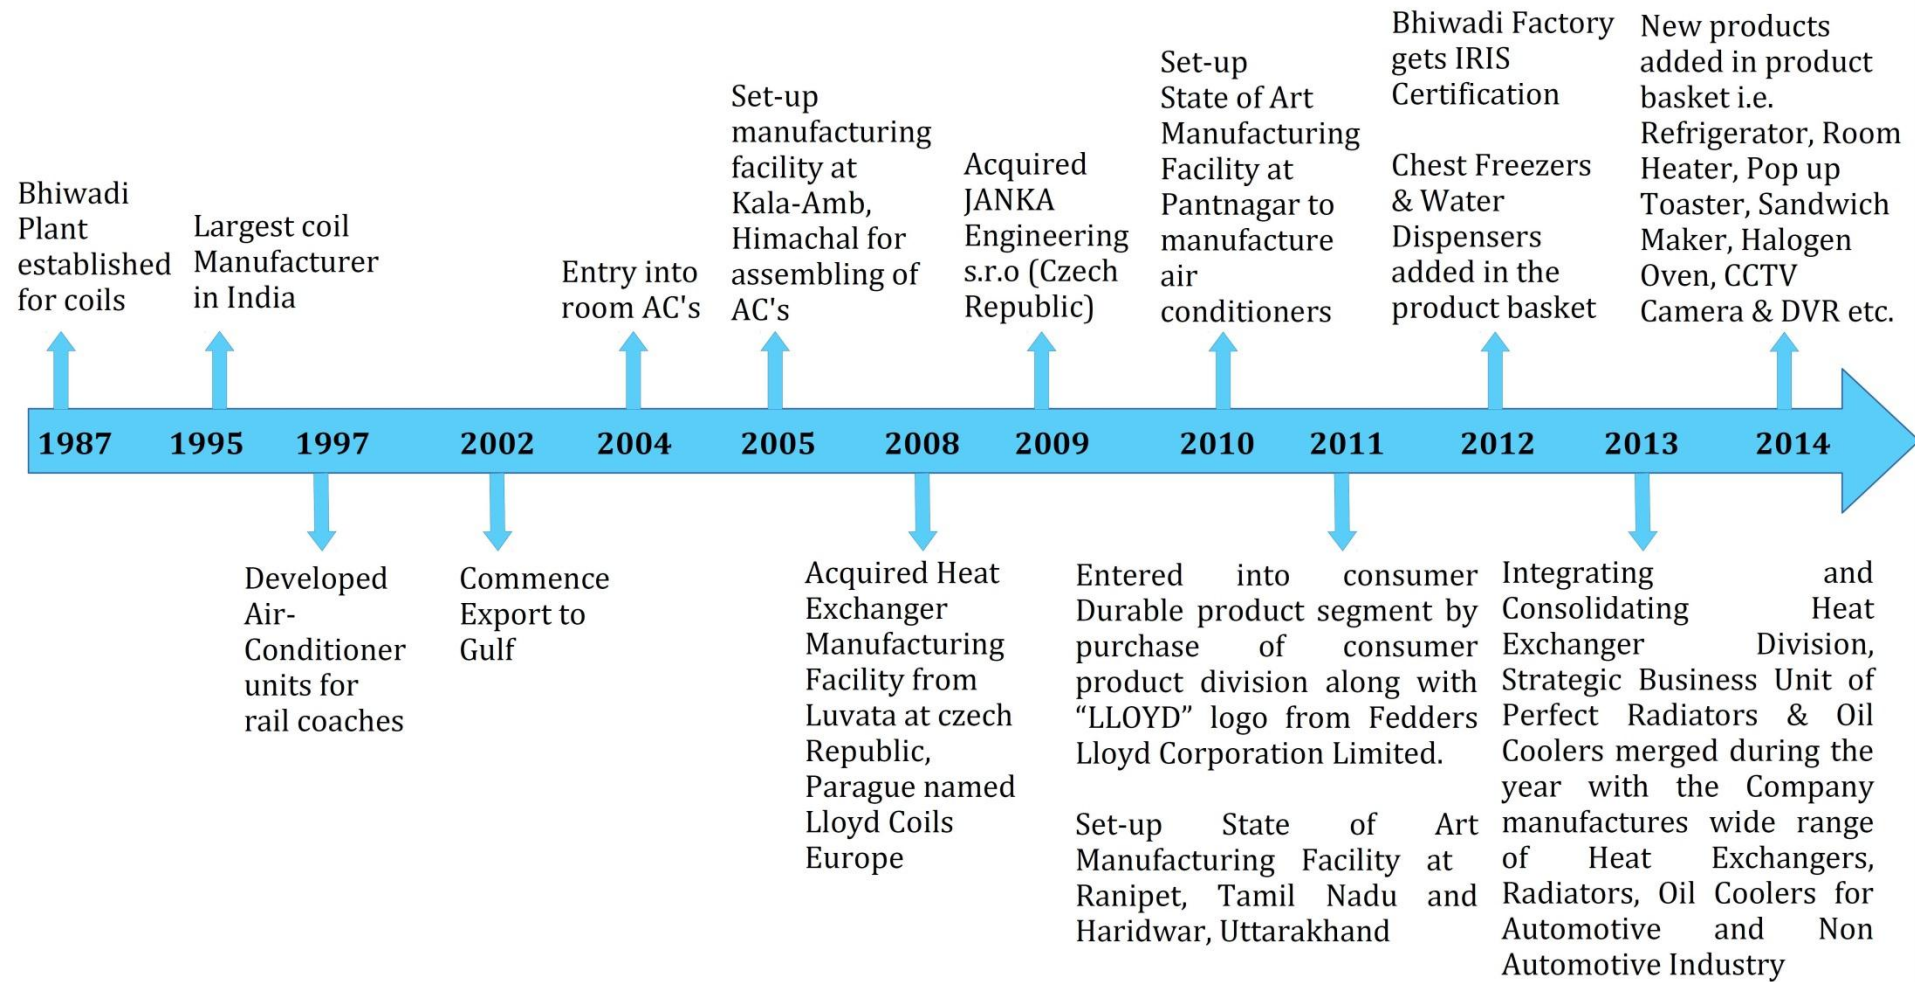 Bhiwadi
Plant
established
for coils
Largest coil
Manufacturer
in India
Entry into
room AC's
Set-up
manufacturing
facility at
Kala-Amb,
Himachal for
assembling of
AC's
Acquired
JANKA
Engineering
s.r.o (Czech
Republic)
Set-up
State of Art
Manufacturing
Facility at
Pantnagar to
manufacture
air
conditioners
Bhiwadi Factory
gets IRIS
Certification
Chest Freezers
& Water
Dispensers
added in the
product basket
New products
added in product
basket i.e.
Refrigerator, Room
Heater, Pop up
Toaster, Sandwich
Maker, Halogen
Oven, CCTV
Camera & DVR etc.
1987 1995 1997 2002 2004 2005 2008 2009 2010 2011 2012 2013 2014
Developed
Air-
Conditioner
units for
rail coaches
Commence
Export to
Gulf
Acquired Heat
Exchanger
Manufacturing
Facility from
Luvata at czech
Republic,
Parague named
Lloyd Coils
Europe
Entered into consumer
Durable product segment by
purchase of consumer
product division along with
“LLOYD” logo from Fedders
Lloyd Corporation Limited.
Set-up State of Art
Manufacturing Facility at
Ranipet, Tamil Nadu and
Haridwar, Uttarakhand
Integrating and
Consolidating Heat
Exchanger Division,
Strategic Business Unit of
Perfect Radiators & Oil
Coolers merged during the
year with the Company
manufactures wide range
of Heat Exchangers,
Radiators, Oil Coolers for
Automotive and Non
Automotive Industry